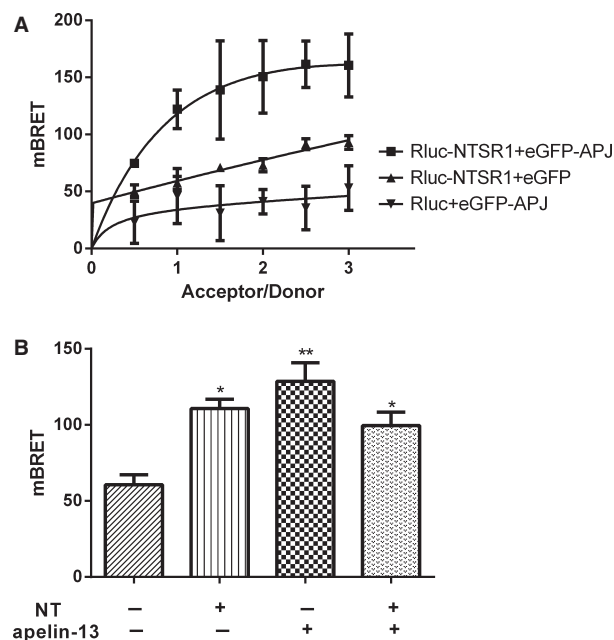 A
200
150
100
50
0
mBRET
0 1 2 3
Acceptor/Donor
Rluc-NTSR1+eGFP-APJ
Rluc-NTSR1+eGFP
Rluc+eGFP-APJ
B
150
100
50
0
mBRET
* ** *
NT – + – +
apelin-13 – – + +